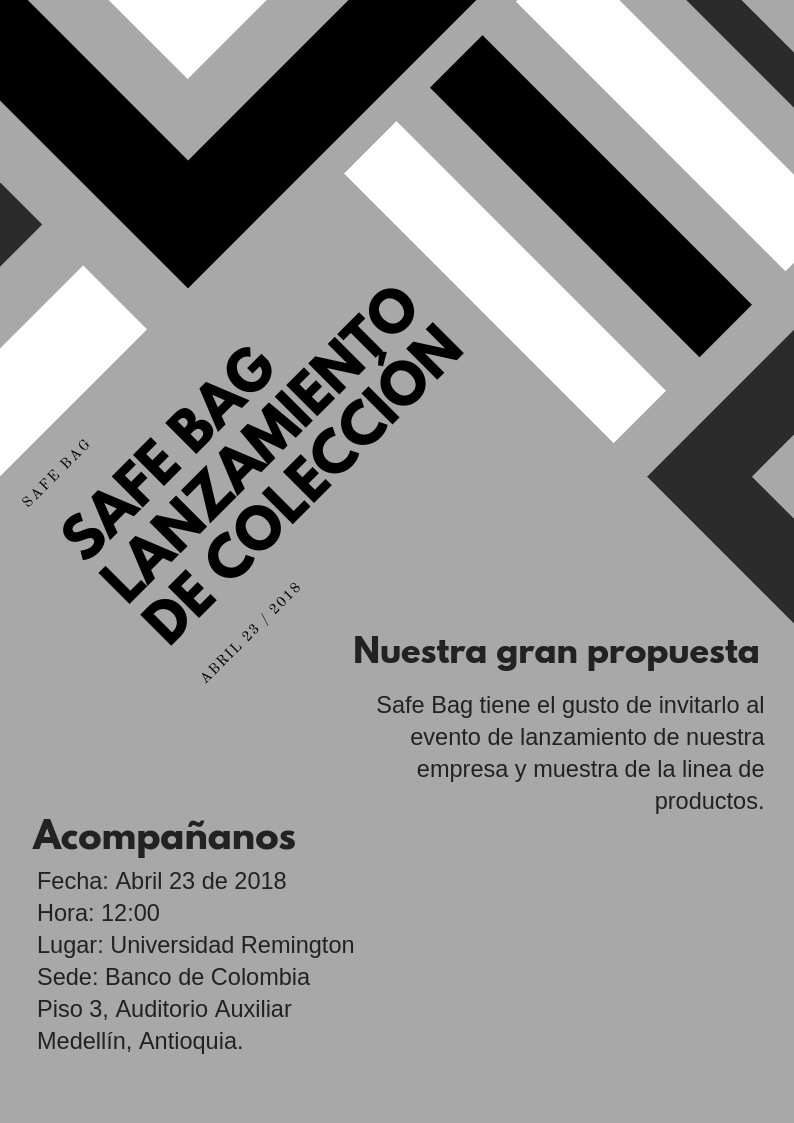 SAFE BAG
SAFE BAG
LANZAMIENTO
DE COLECCIÓN
ABRIL 23 / 2018
Nuestra gran propuesta
Safe Bag tiene el gusto de invitarlo al
evento de lanzamiento de nuestra
empresa y muestra de la linea de
productos.
Acompañanos
Fecha: Abril 23 de 2018
Hora: 12:00
Lugar: Universidad Remington
Sede: Banco de Colombia
Piso 3, Auditorio Auxiliar
Medellín, Antioquia.